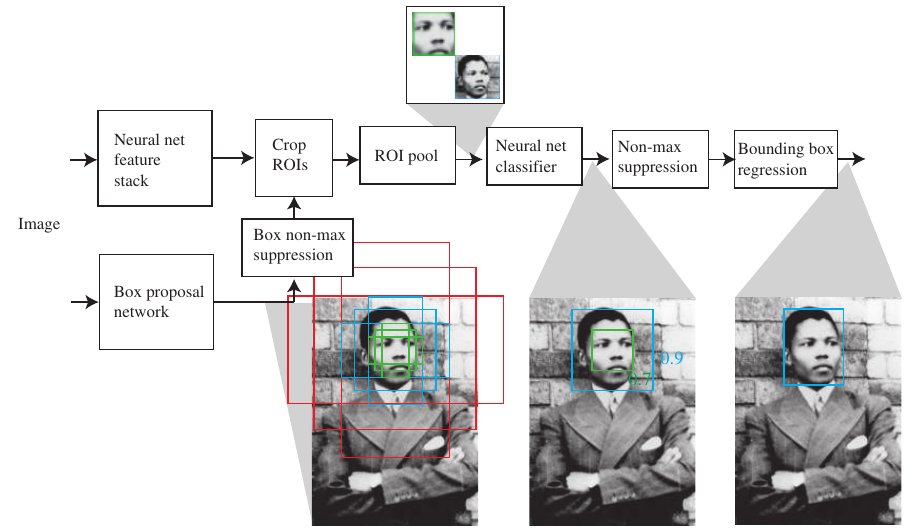 Neural net
feature
stack
Crop
ROIs
ROI pool
Neural net
classifier
Non-max
suppression
Bounding box
regression
Image
Box non-max
suppression
Box proposal
network
0.9
0.7